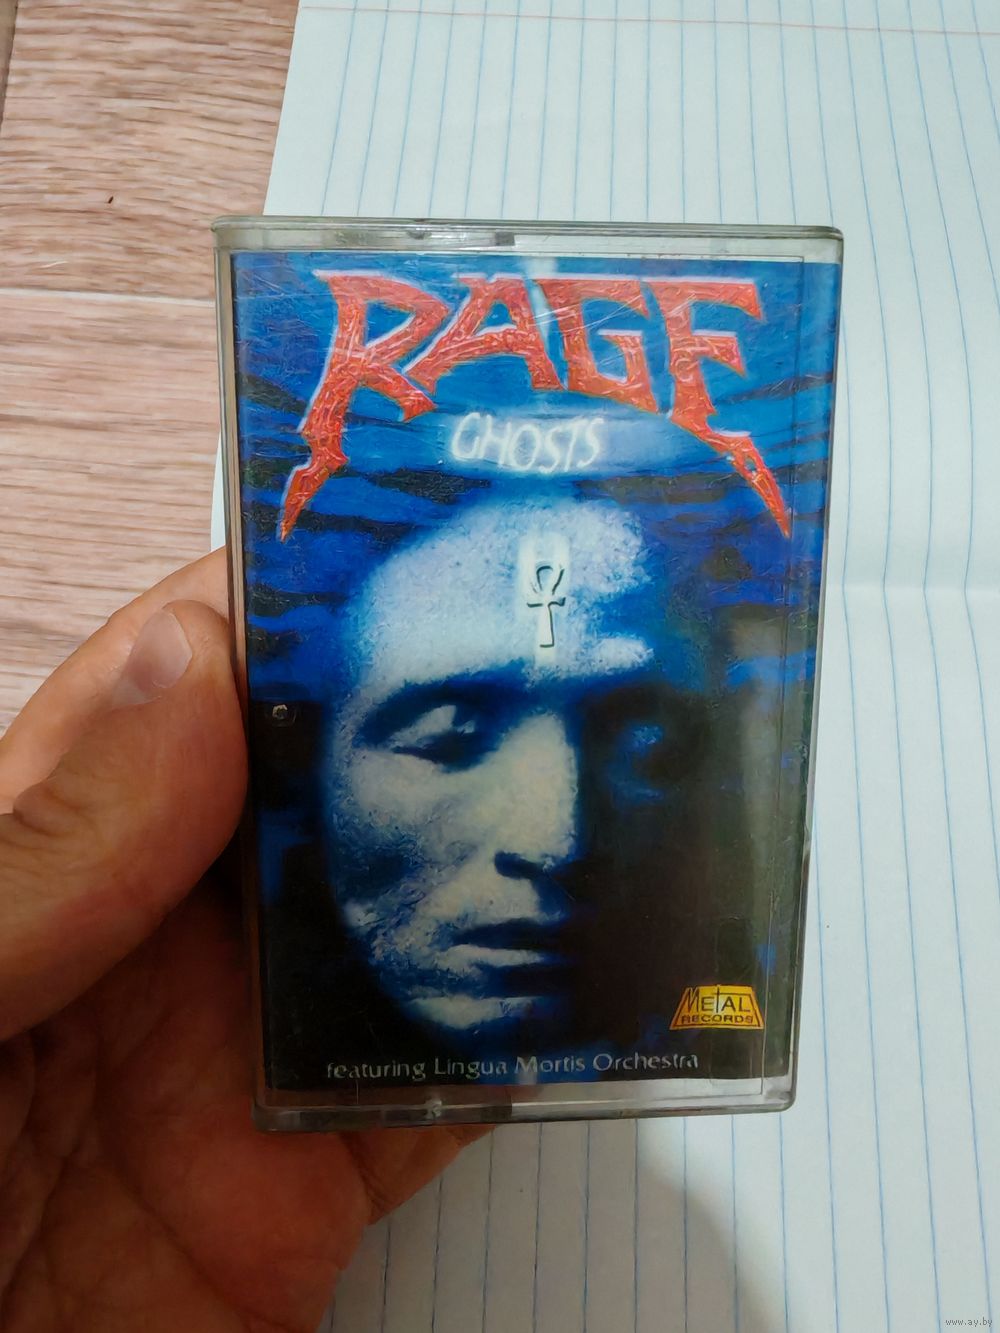 RAGE
GHOSTS
METAL
RECORDS
featuring Lingua Mortis Orchestra
www.ay.by